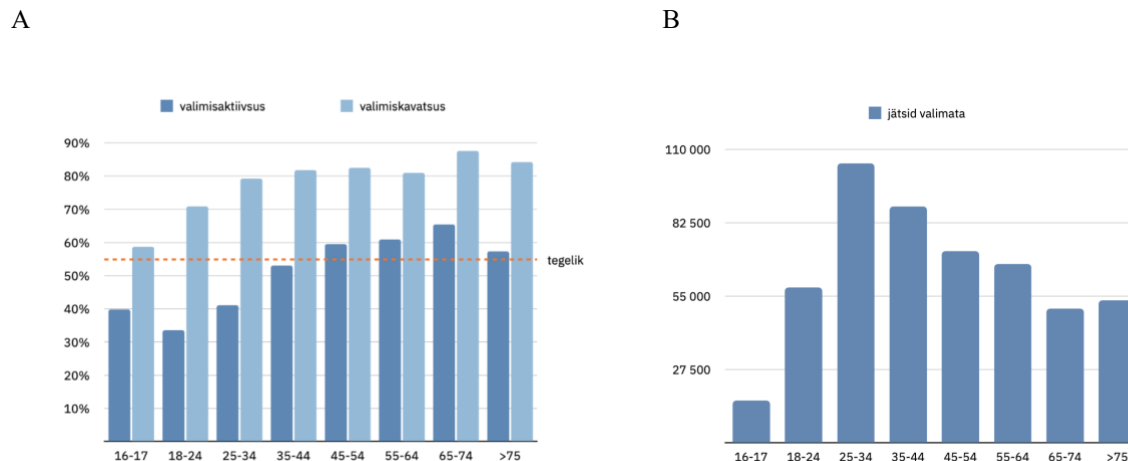 A
B
valimisaktiivsus
valimiskavatsus
90%
80%
70%
60%
50%
40%
30%
20%
10%
tegelik
16-17 18-24 25-34 35-44 45-54 55-64 65-74 >75
jätsid valimata
110 000
82 500
55 000
27 500
16-17 18-24 25-34 35-44 45-54 55-64 65-74 >75